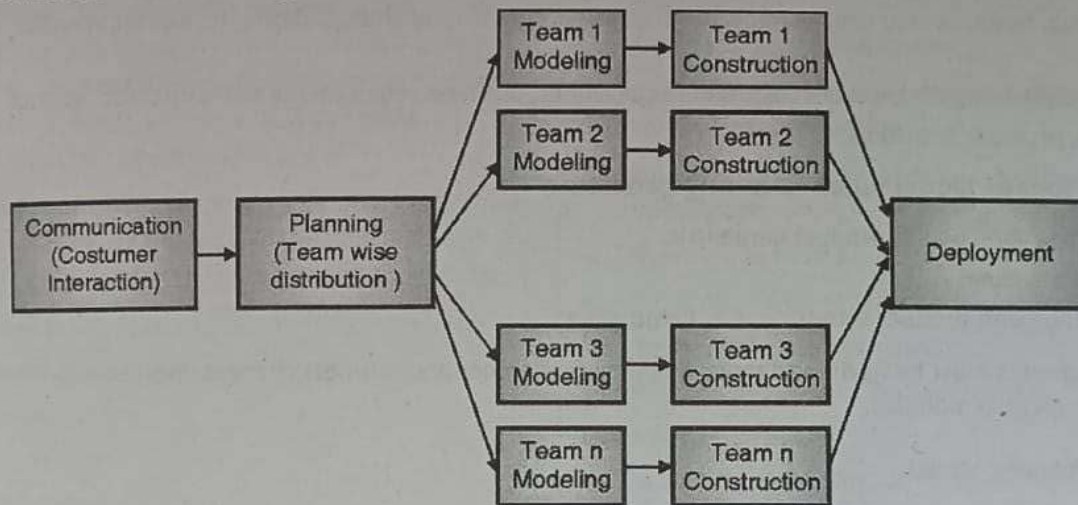 Communication
(Costumer
Interaction)
Planning
(Team wise
distribution )
Team 1
Modeling
Team 1
Construction
Team 2
Modeling
Team 2
Construction
Team 3
Modeling
Team 3
Construction
Team n
Modeling
Team n
Construction
Deployment